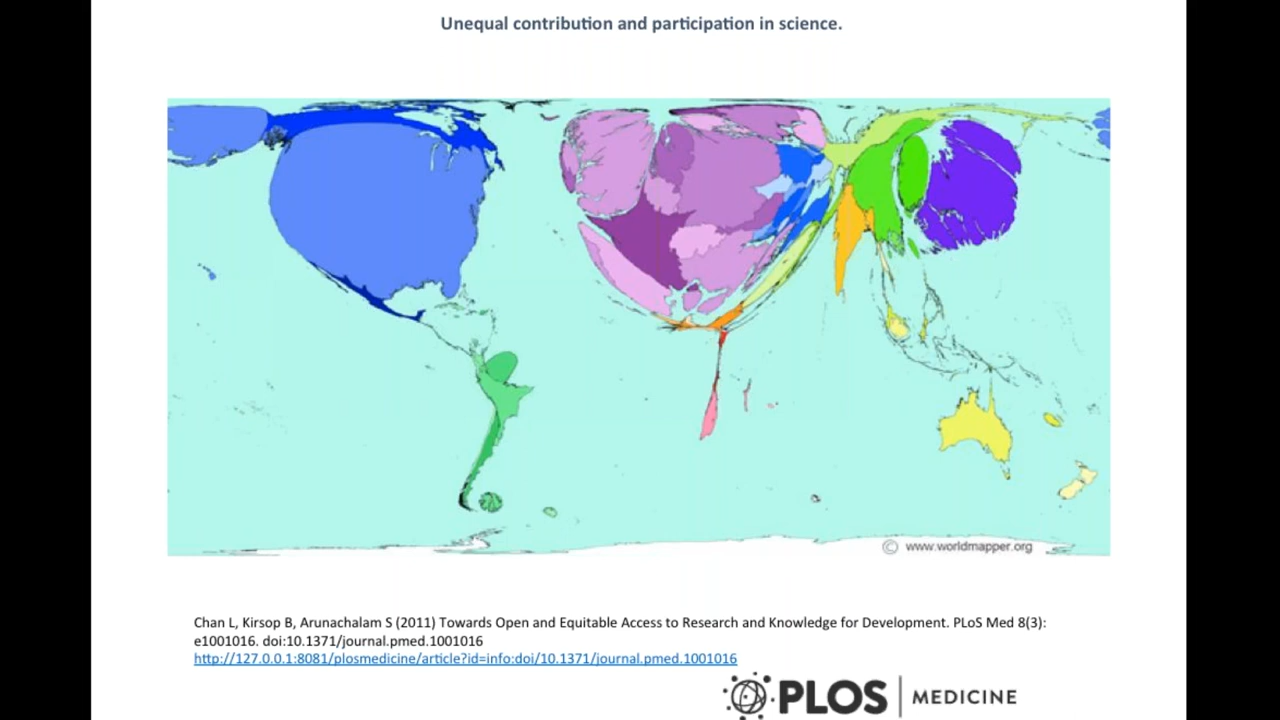 Unequal contribution and participation in science.
© www.worldmapper.org
Chan L, Kirsop B, Arunachalam S (2011) Towards Open and Equitable Access to Research and Knowledge for Development. PLoS Med 8(3):
e1001016. doi:10.1371/journal.pmed.1001016
http://127.0.0.1:8081/plosmedicine/article?id=info:doi/10.1371/journal.pmed.1001016
PLOS | MEDICINE